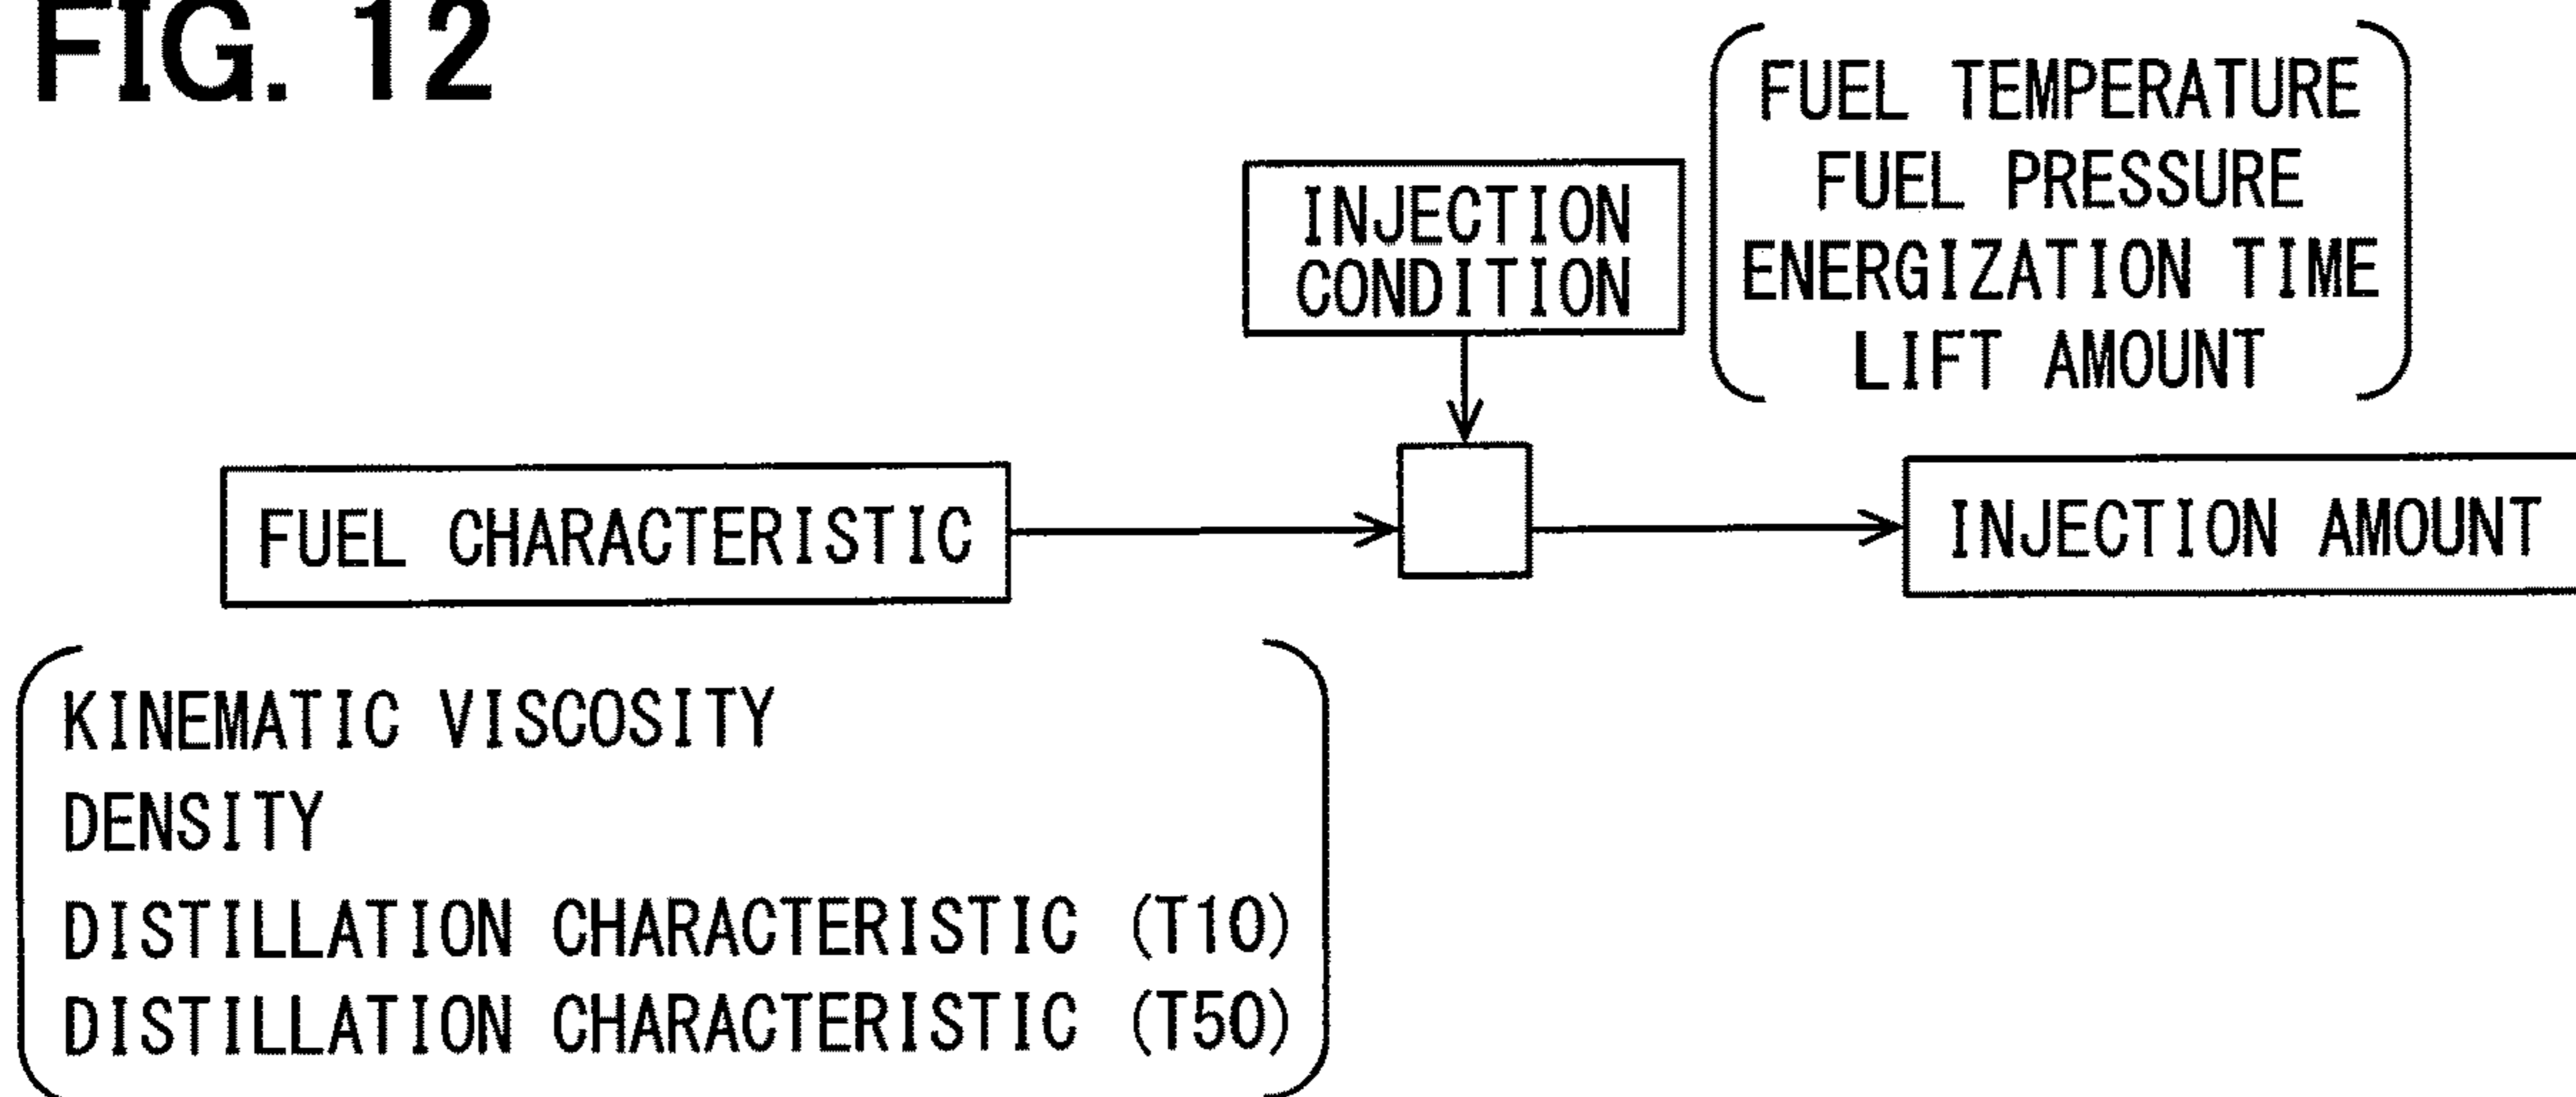 FIG. 12
FUEL TEMPERATURE
FUEL PRESSURE
ENERGIZATION TIME
LIFT AMOUNT
INJECTION
CONDITION
FUEL CHARACTERISTIC
INJECTION AMOUNT
KINEMATIC VISCOSITY
DENSITY
DISTILLATION CHARACTERISTIC (T10)
DISTILLATION CHARACTERISTIC (T50)